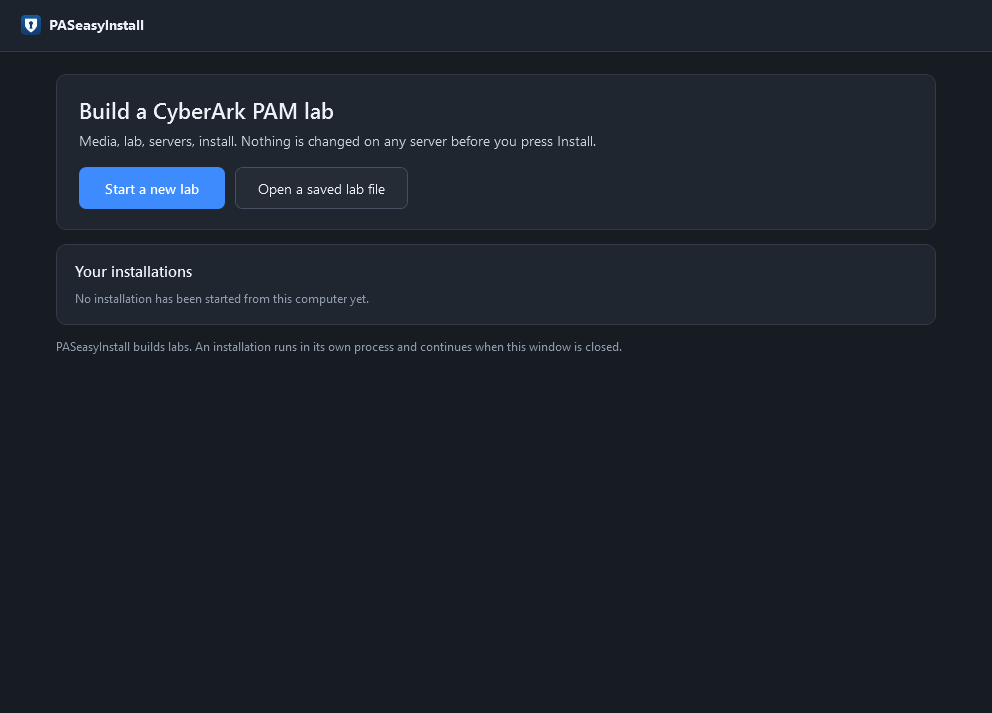 PASeasyInstall
Build a CyberArk PAM lab
Media, lab, servers, install. Nothing is changed on any server before you press Install.
Start a new lab
Open a saved lab file
Your installations
No installation has been started from this computer yet.
PASeasyInstall builds labs. An installation runs in its own process and continues when this window is closed.